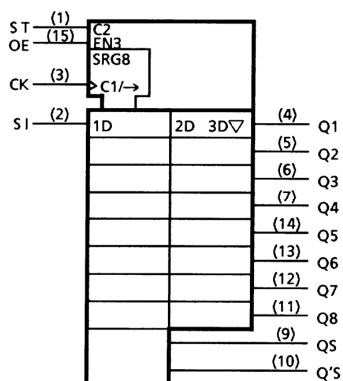 ST (1) C2
OE (15) EN3
SRG8
CK (3) C1/→
SI (2) 1D 2D 3D▽ (4) Q1
(5) Q2
(6) Q3
(7) Q4
(14) Q5
(13) Q6
(12) Q7
(11) Q8
(9) QS
(10) Q'S